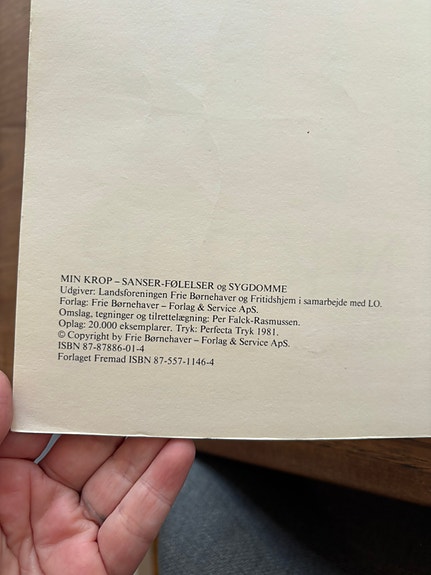 MIN KROP – SANSER-FØLELSER og SYGDOMME
Udgiver: Landsforeningen Frie Børnehaver og Fritidshjem i samarbejde med LO.
Forlag: Frie Børnehaver – Forlag & Service ApS.
Omslag, tegninger og tilrettelægning: Per Falck-Rasmussen.
Oplag: 20.000 eksemplarer. Tryk: Perfecta Tryk 1981.
© Copyright by Frie Børnehaver – Forlag & Service ApS.
ISBN 87-87886-01-4
Forlaget Fremad ISBN 87-557-1146-4